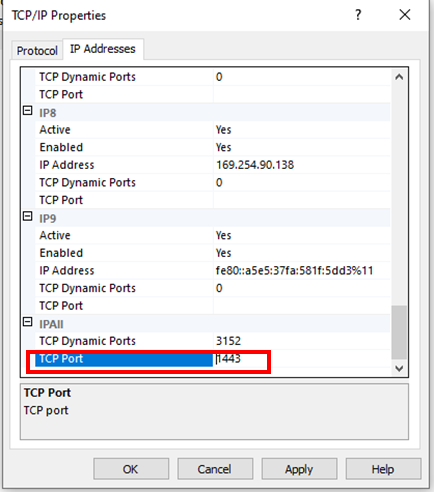 TCP/IP Properties ? ×
Protocol IP Addresses
TCP Dynamic Ports 0
TCP Port
IP8
Active Yes
Enabled Yes
IP Address 169.254.90.138
TCP Dynamic Ports 0
TCP Port
IP9
Active Yes
Enabled Yes
IP Address fe80::a5e5:37fa:581f:5dd3%11
TCP Dynamic Ports 0
TCP Port
IPAll
TCP Dynamic Ports 3152
TCP Port 1443
TCP Port
TCP port
OK Cancel Apply Help